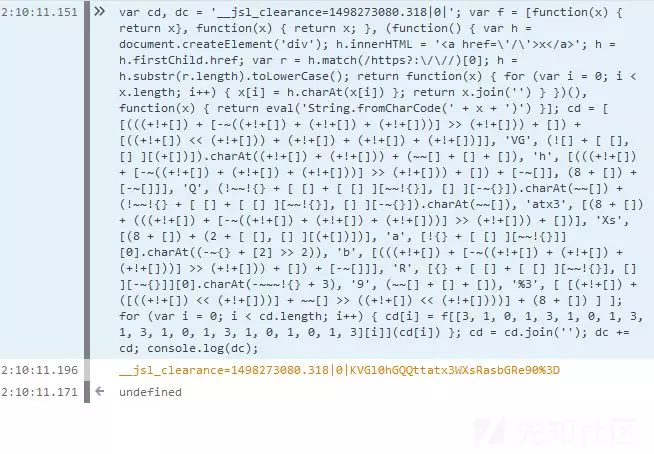 2:10:11.151 » var cd, dc = '__jsl_clearance=1498273080.318|0|'; var f = [function(x) {
return x}, function(x) { return x; }, (function() { var h =
document.createElement('div'); h.innerHTML = '<a href=\'/\'>x</a>'; h =
h.firstChild.href; var r = h.match(/https?:\/\//)[0]; h =
h.substr(r.length).toLowerCase(); return function(x) { for (var i = 0; i <
x.length; i++) { x[i] = h.charAt(x[i]) }; return x.join('') } })(),
function(x) { return eval('String.fromCharCode(' + x + ')') }]; cd = [
[(((+!+[]) + [-~((+!+[]) + (+!+[]) + (+!+[]))] >> (+!+[])) + []) +
[((+!+[]) << (+!+[])) + (+!+[]) + (+!+[]) + (+!+[])]], 'VG', (![] + [ [],
[] ][(+[])]).charAt((+!+[]) + (+!+[])) + (~~[] + [] + []), 'h', [(((+!+[])
+ [-~((+!+[]) + (+!+[]) + (+!+[]))] >> (+!+[])) + []) + [-~[]], (8 + []) +
[-~[]]], 'Q', (!~~!{} + [ [] + [ [] ][~~!{}], [] ][-~{}]).charAt(~~[]) +
(!~~!{} + [ [] + [ [] ][~~!{}], [] ][-~{}]).charAt(~~[]), 'atx3', [(8 + [])
+ (((+!+[]) + [-~((+!+[]) + (+!+[]) + (+!+[]))] >> (+!+[])) + [])], 'Xs',
[(8 + []) + (2 + [ [], [] ][(+[])])], 'a', [!{} + [ [] ][~~!{}]]
[0].charAt((-~{} + [2] >> 2)), 'b', [(((+!+[]) + [-~((+!+[]) + (+!+[]) +
(+!+[]))] >> (+!+[])) + []) + [-~[]]], 'R', [{} + [ [] + [ [] ][~~!{}], []
][-~{}]][0].charAt(-~~~!{} + 3), '9', (~~[] + [] + []), '%3', [ [(+!+[]) +
([((+!+[]) << (+!+[]))] + ~~[] >> ((+!+[]) << (+!+[])))] + (8 + []) ] ];
for (var i = 0; i < cd.length; i++) { cd[i] = f[[3, 1, 0, 1, 3, 1, 0, 1, 3,
1, 3, 1, 0, 1, 3, 1, 0, 1, 0, 1, 3][i]](cd[i]) }; cd = cd.join(''); dc +=
cd; console.log(dc);
2:10:11.196 __jsl_clearance=1498273080.318|0|KVGl0hGQQttatx3WXsRasbGRe90%3D
2:10:11.171 ← undefined
先知社区